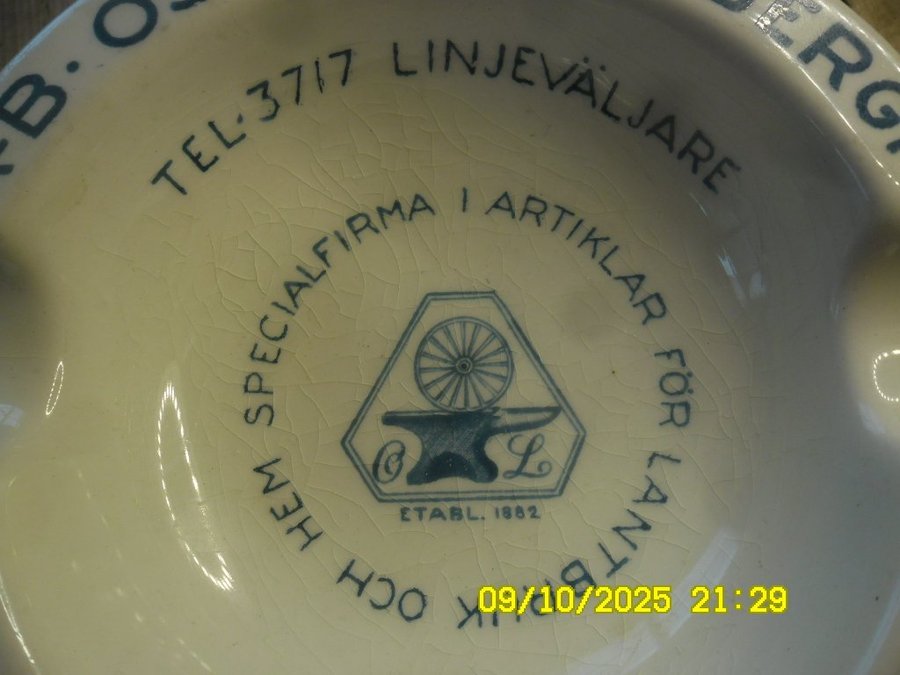 TEL. 3717 LINJEVÄLJARE
SPECIALFIRMA I ARTIKLAR FÖR LANTBRUK OCH HEM
O L
ETABL. 1882
09/10/2025 21:29